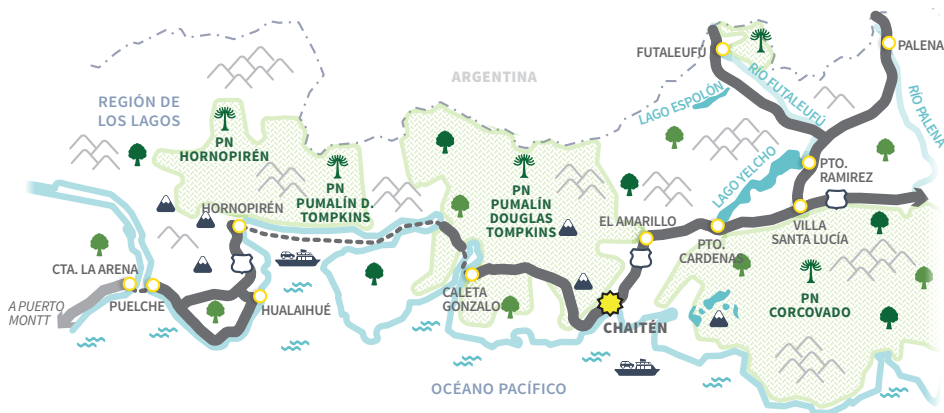 FUTALEUFÚ
PALENA
ARGENTINA
RÍO FUTALEUFÚ
LAGO ESPOLÓN
RÍO PALENA
REGIÓN DE
LOS LAGOS
PN
HORNOPIRÉN
PN
PUMALÍN D.
TOMPKINS
PN
PUMALÍN
DOUGLAS
TOMPKINS
LAGO YELCHO
PTO.
RAMIREZ
HORNOPIRÉN
EL AMARILLO
VILLA
SANTA LUCÍA
PTO.
CARDENAS
CTA. LA ARENA
A PUERTO
MONTT
PUELCHE
HUALAIHUÉ
CALETA
GONZALO
CHAITÉN
PN
CORCOVADO
OCÉANO PACÍFICO